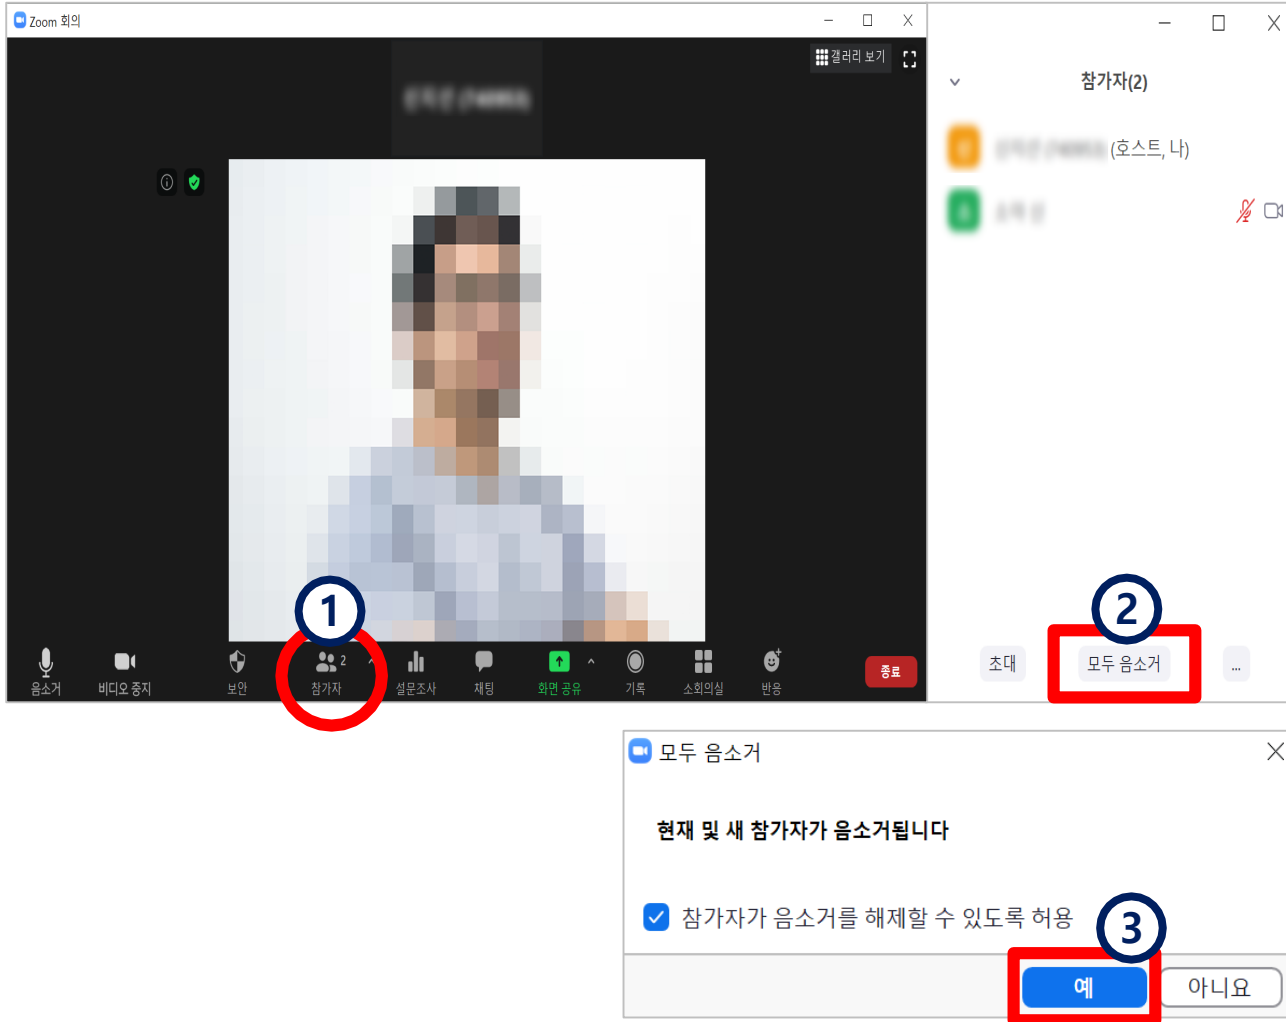 Zoom 회의
갤러리 보기
참가자(2)
(호스트, 나)
1
2
음소거
비디오 중지
보안
참가자
2
설문조사
채팅
화면 공유
기록
소회의실
반응
종료
초대
모두 음소거
...
모두 음소거
현재 및 새 참가자가 음소거됩니다
참가자가 음소거를 해제할 수 있도록 허용
3
예
아니요